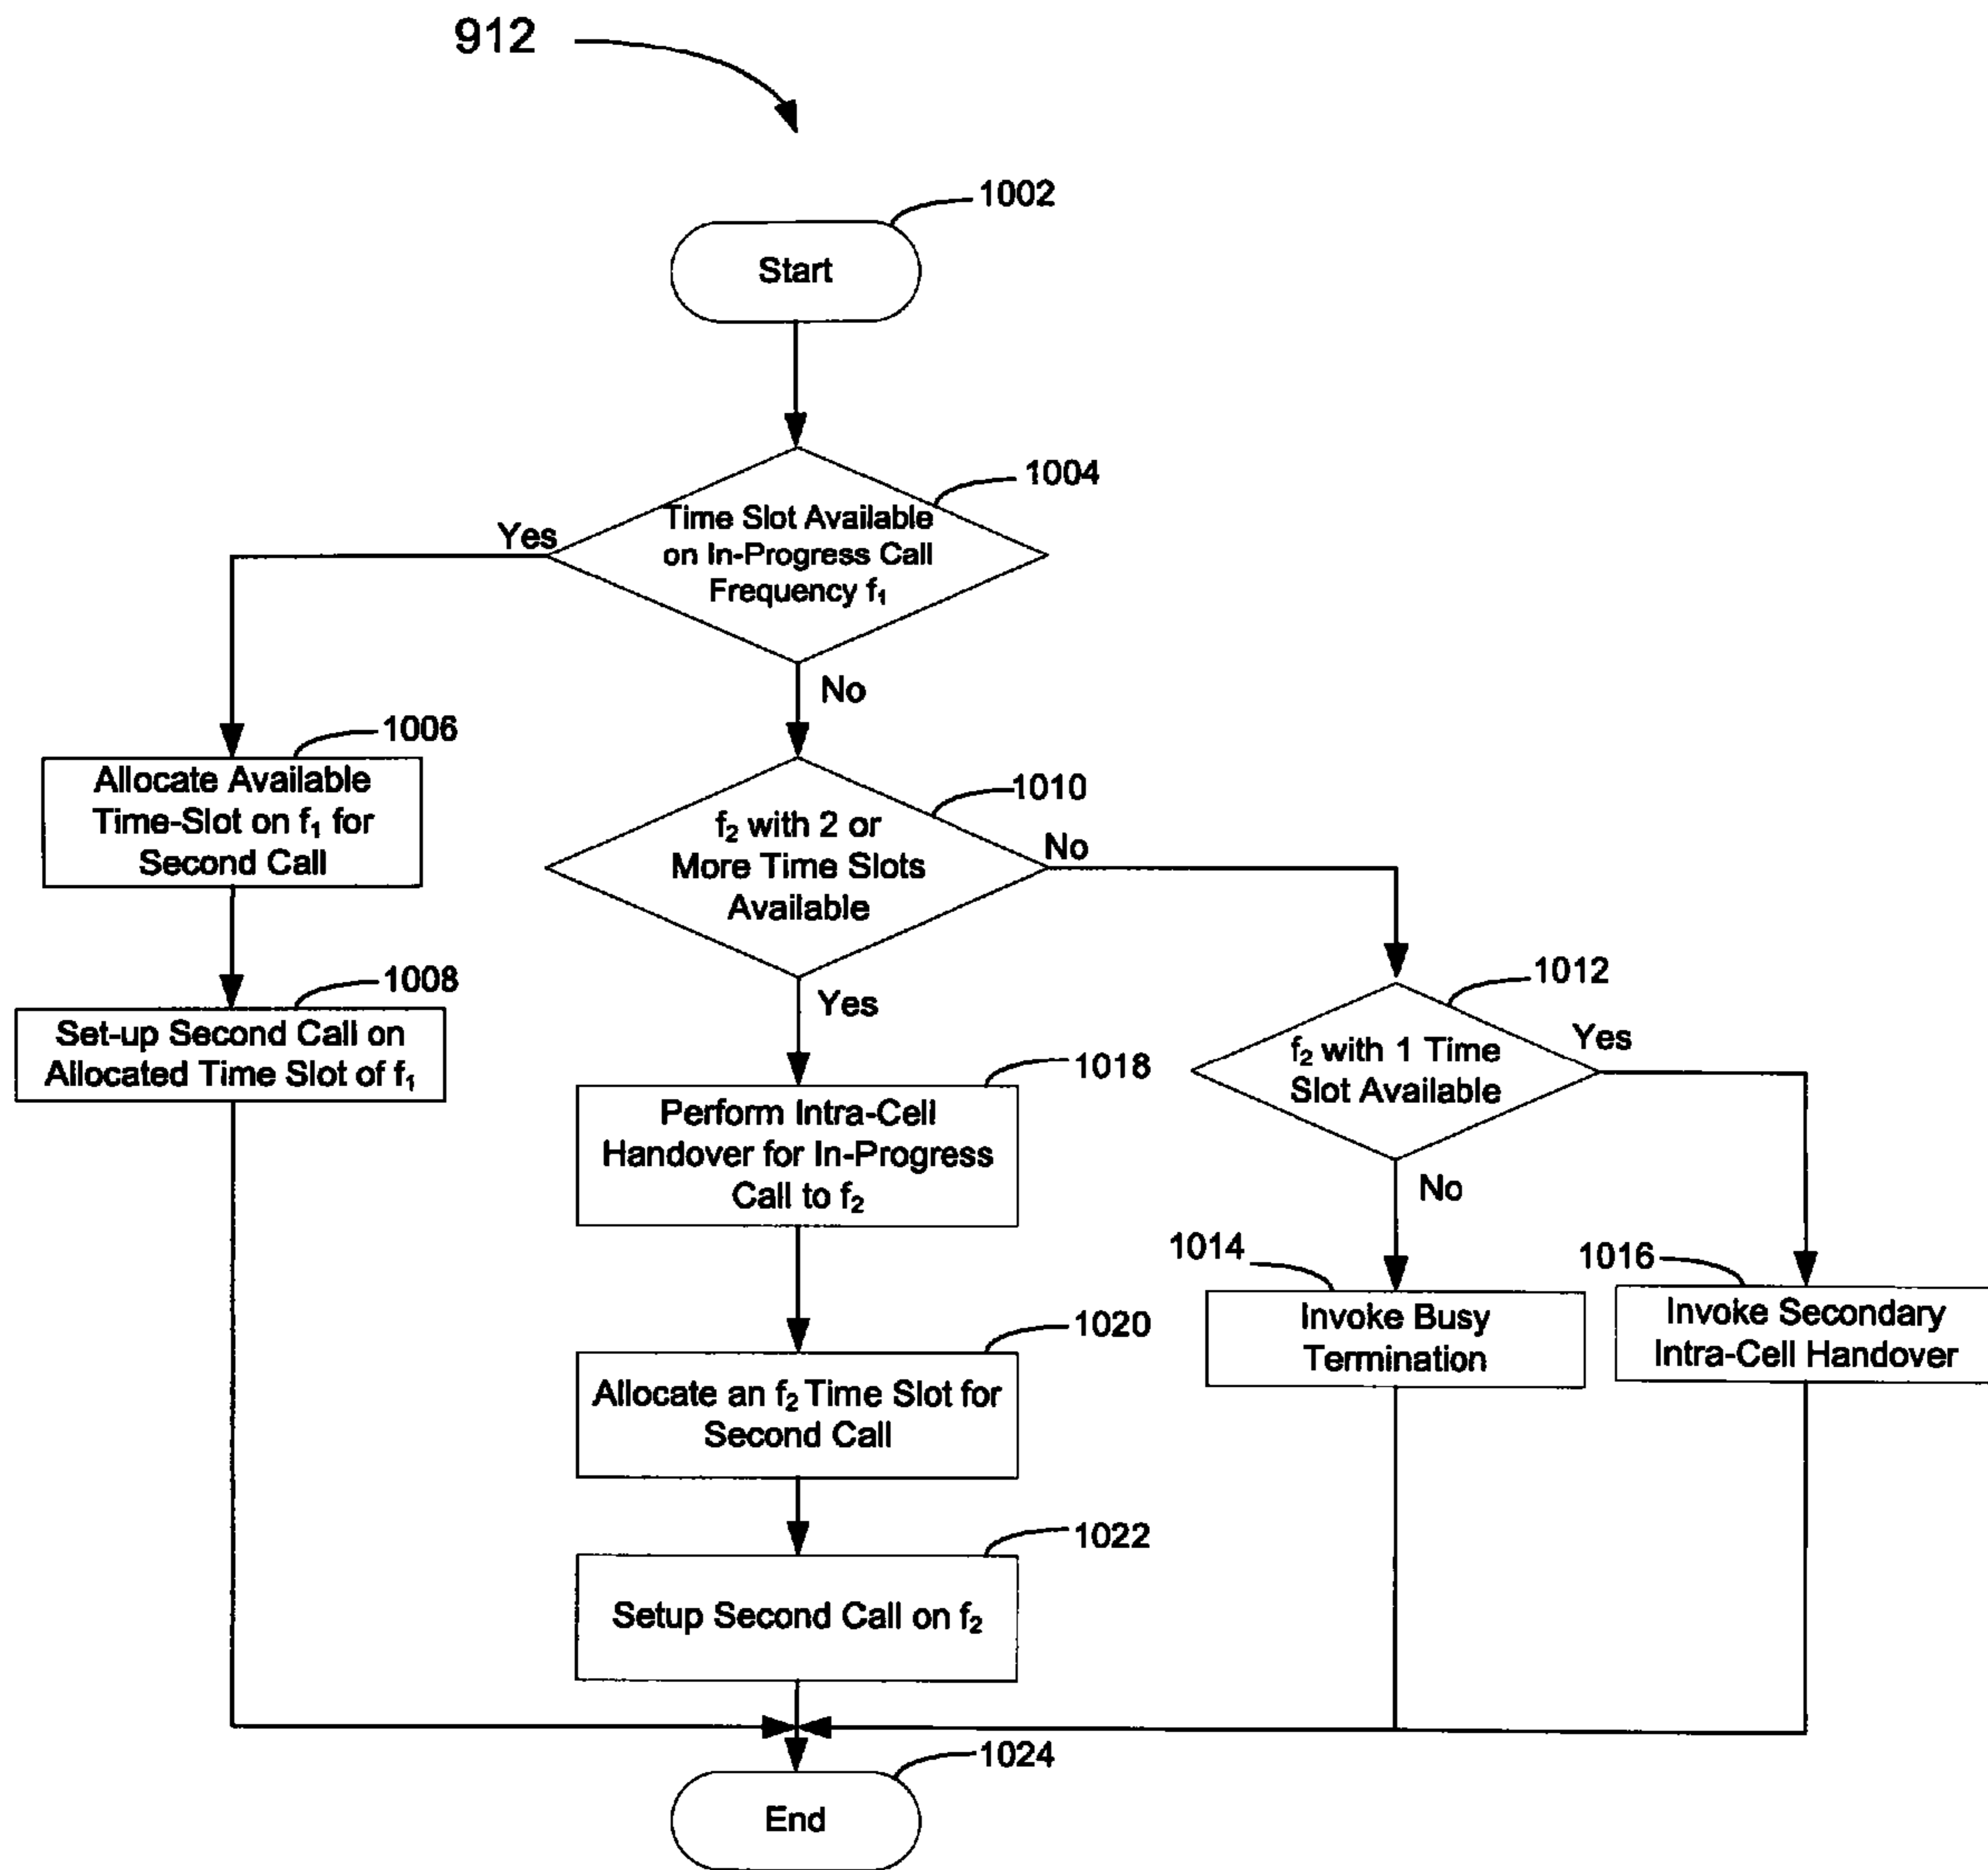 912
1002
Start
1004
Time Slot Available
on In-Progress Call
Frequency f₁
Yes
No
1006
Allocate Available
Time-Slot on f₁ for
Second Call
1008
Set-up Second Call on
Allocated Time Slot of f₁
1010
f₂ with 2 or
More Time Slots
Available
No
Yes
1012
f₂ with 1 Time
Slot Available
Yes
No
1014
Invoke Busy
Termination
1016
Invoke Secondary
Intra-Cell Handover
1018
Perform Intra-Cell
Handover for In-Progress
Call to f₂
1020
Allocate an f₂ Time Slot for
Second Call
1022
Setup Second Call on f₂
1024
End